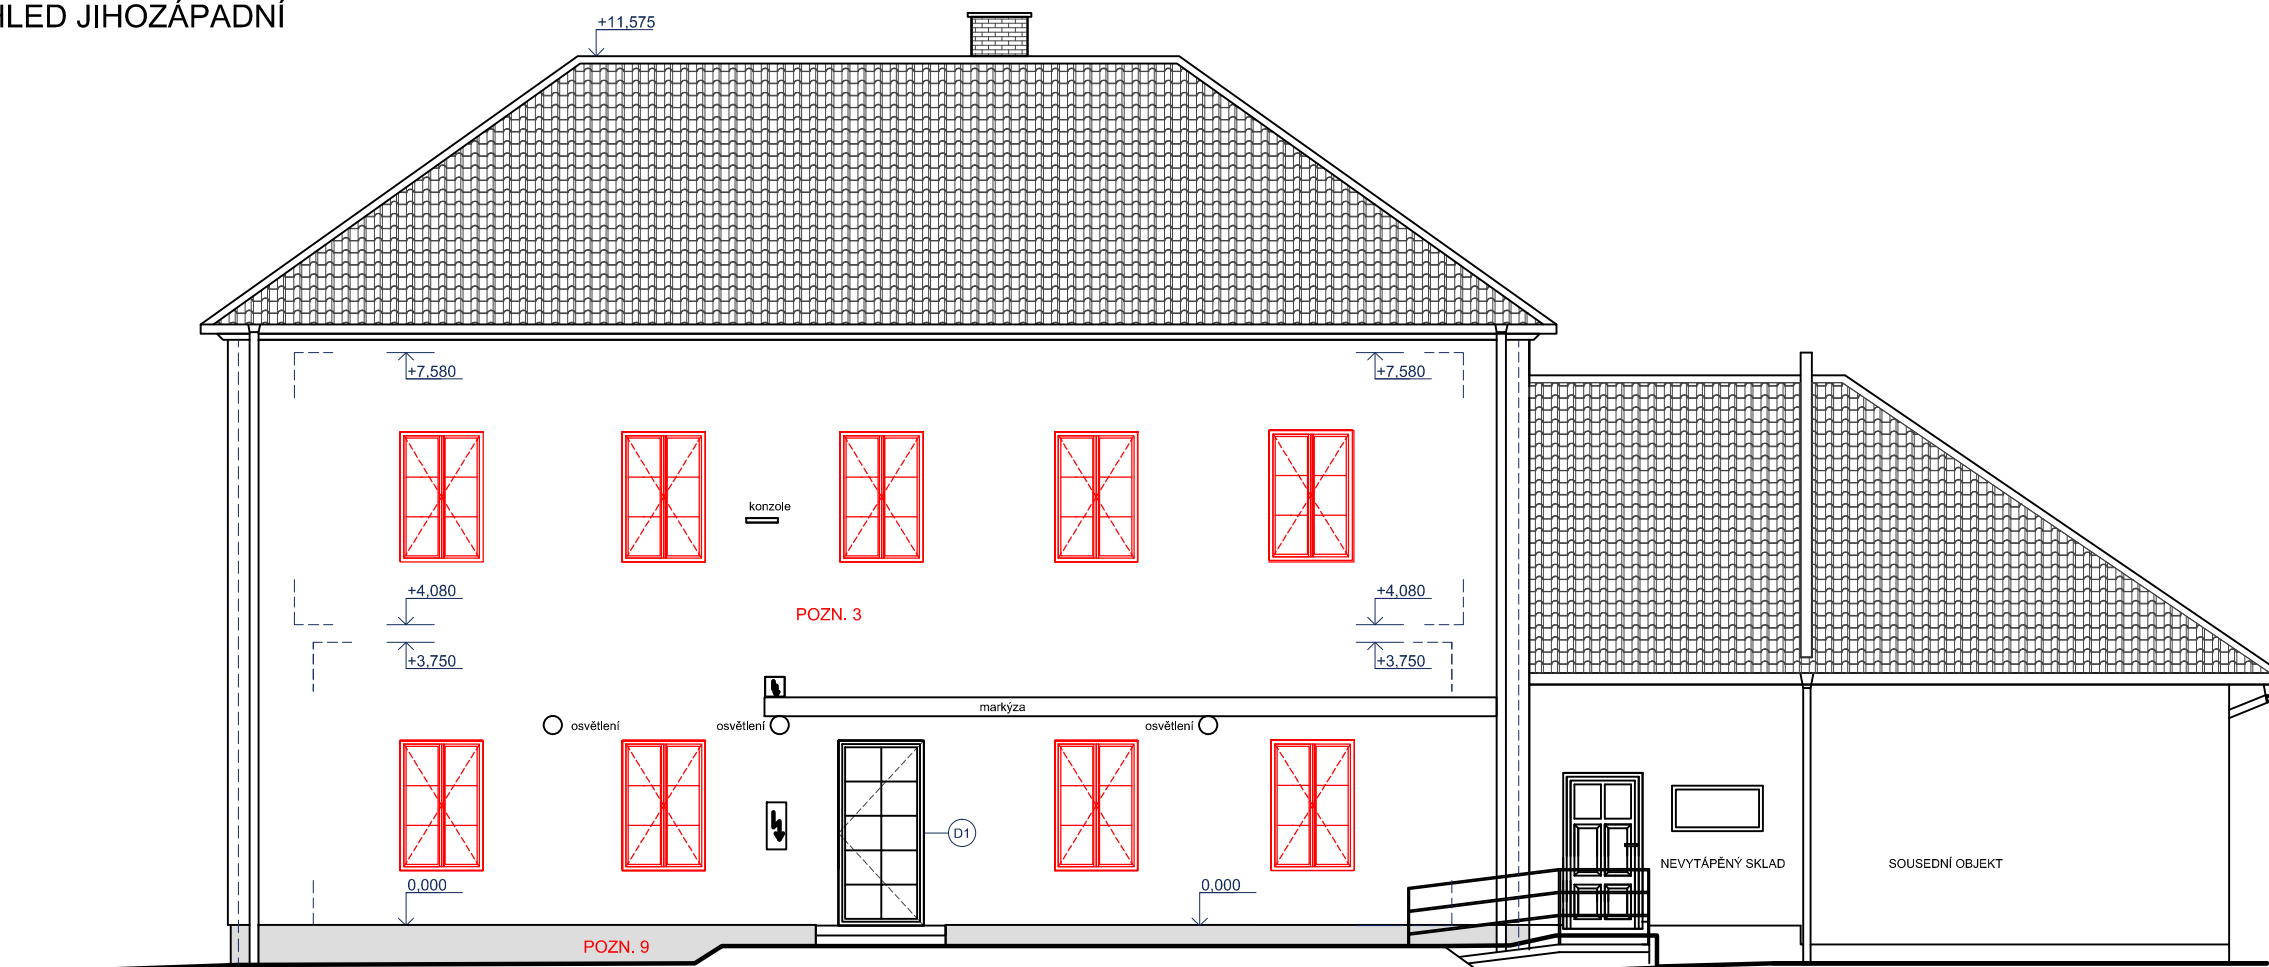 HLED JIHOZÁPADNÍ
+11,575
+7,580
+7,580
konzole
+4,080
+4,080
POZN. 3
+3,750
+3,750
markýza
osvětlení
osvětlení
osvětlení
D1
NEVYTÁPĚNÝ SKLAD
SOUSEDNÍ OBJEKT
0,000
0,000
POZN. 9